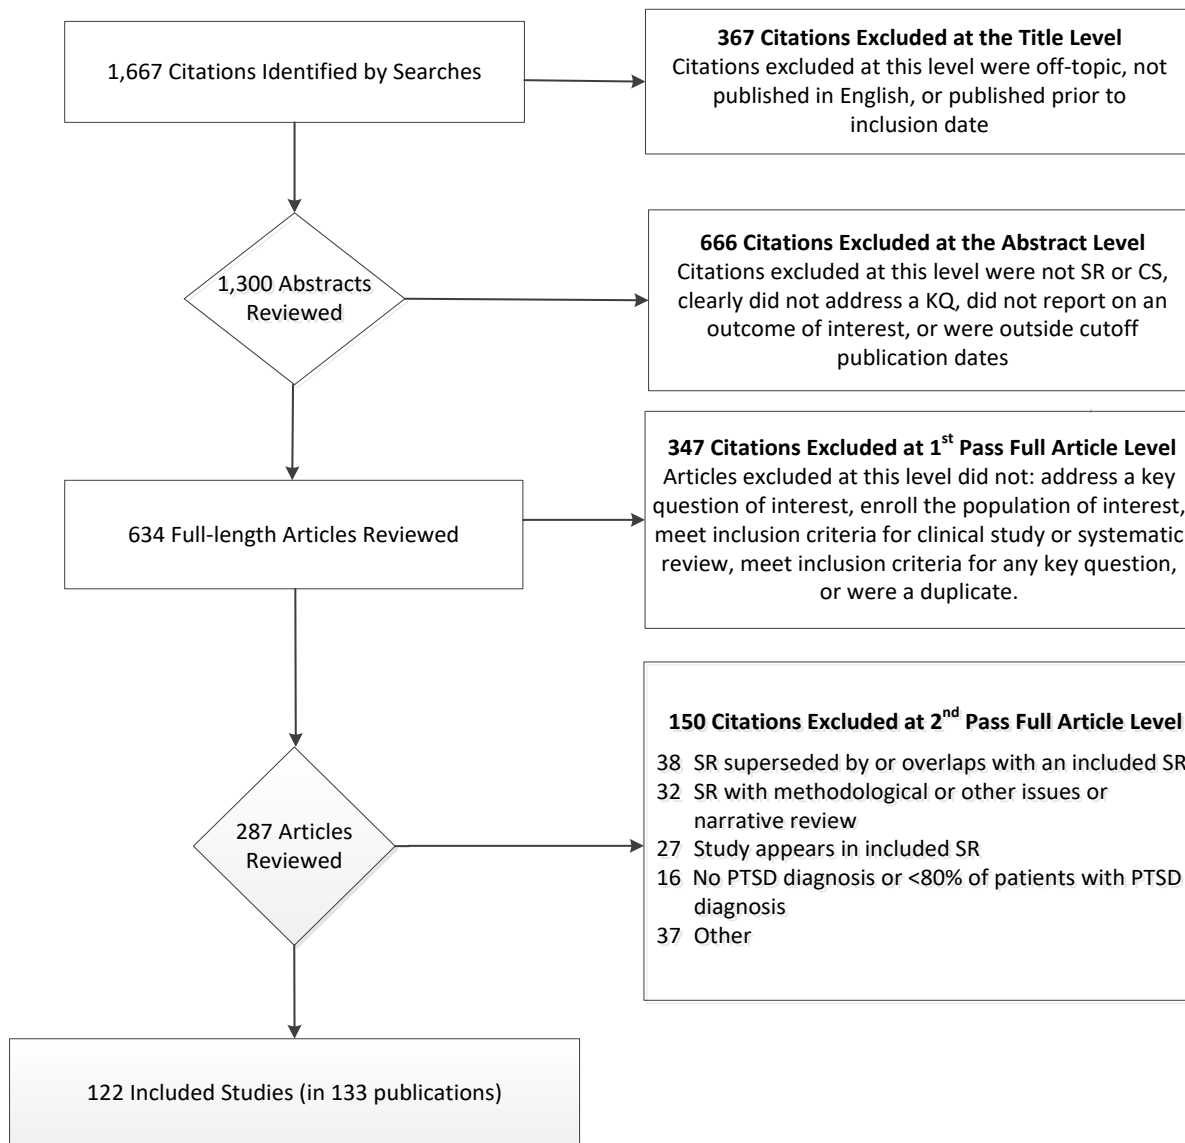 1,667 Citations Identified by Searches
367 Citations Excluded at the Title Level
Citations excluded at this level were off-topic, not
published in English, or published prior to
inclusion date
1,300 Abstracts
Reviewed
666 Citations Excluded at the Abstract Level
Citations excluded at this level were not SR or CS,
clearly did not address a KQ, did not report on an
outcome of interest, or were outside cutoff
publication dates
634 Full-length Articles Reviewed
347 Citations Excluded at 1st Pass Full Article Level
Articles excluded at this level did not: address a key
question of interest, enroll the population of interest,
meet inclusion criteria for clinical study or systematic
review, meet inclusion criteria for any key question,
or were a duplicate.
287 Articles
Reviewed
150 Citations Excluded at 2nd Pass Full Article Level
38 SR superseded by or overlaps with an included SR
32 SR with methodological or other issues or
narrative review
27 Study appears in included SR
16 No PTSD diagnosis or <80% of patients with PTSD
diagnosis
37 Other
122 Included Studies (in 133 publications)